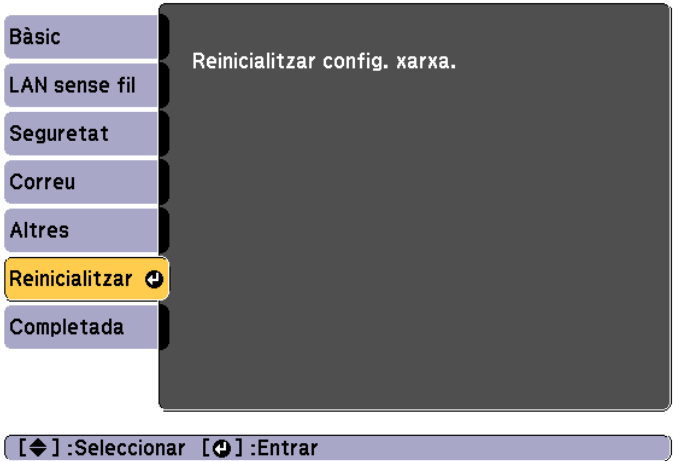 Bàsic
LAN sense fil
Seguretat
Correu
Altres
Reinicialitzar
Completada
Reinicialitzar config. xarxa.
[ ] :Seleccionar [ ] :Entrar